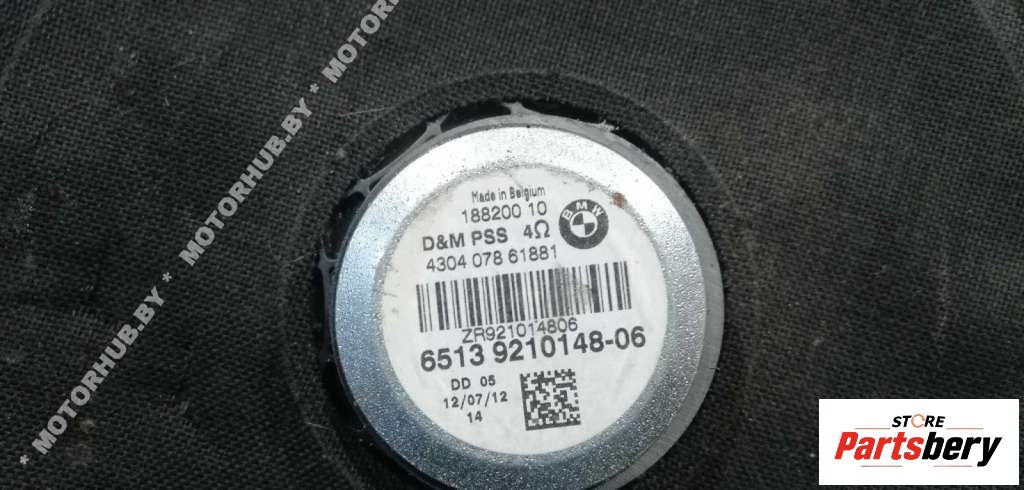 * MOTORHUB.BY * MOTORHUB.BY * MOTOR
Made in Belgium
188200 10
D&M PSS 4Ω
BMW
4304 078 61881
ZR921014806
6513 9210148-06
DD 05
12/07/12
14
STORE
Partsbery